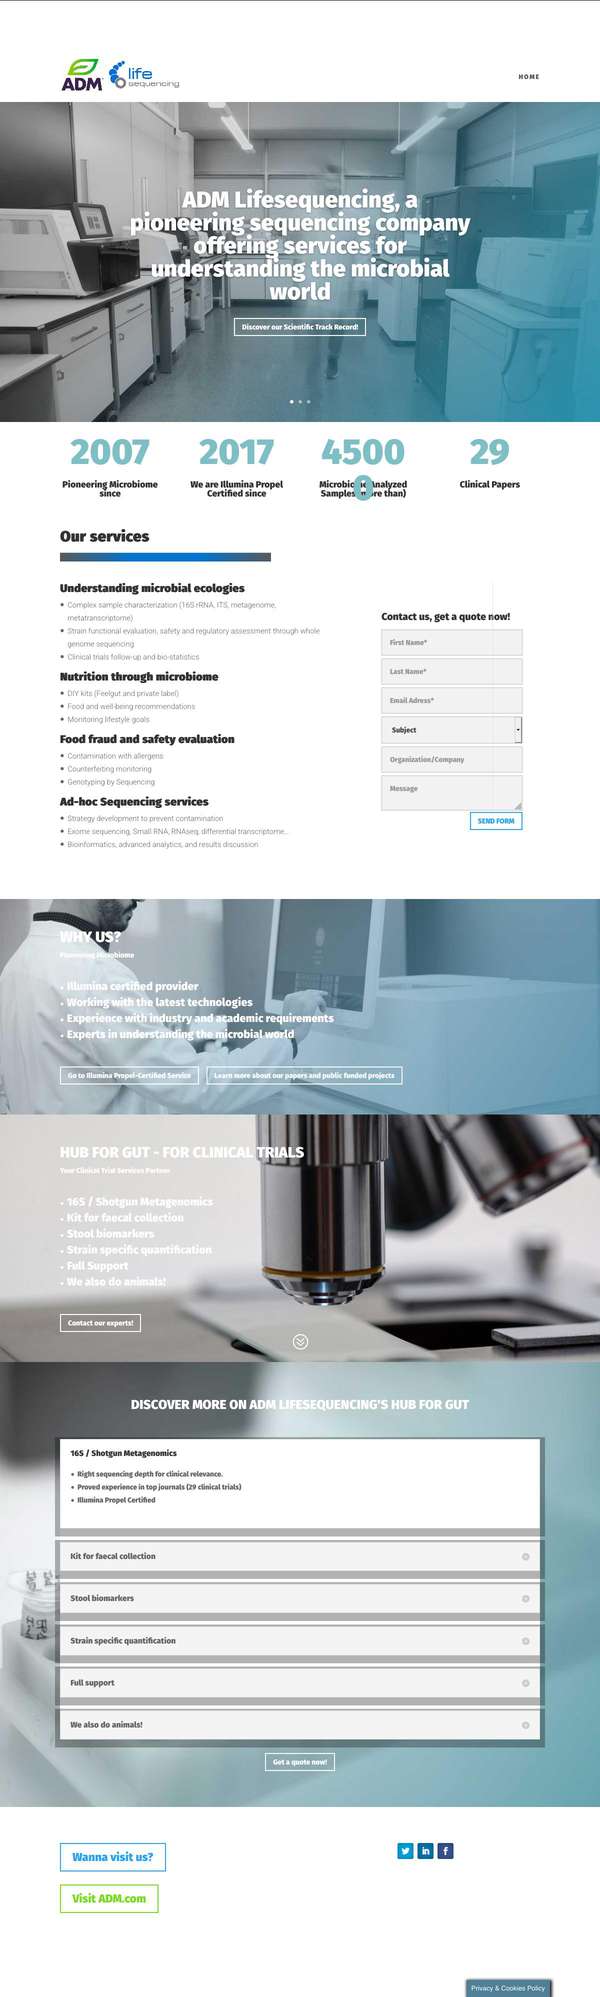 ADM life
sequencing
HOME
ADM Lifesequencing, a
pioneering sequencing company
offering services for
understanding the microbial
world
Discover our Scientific Track Record!
2007
Pioneering Microbiome
since
2017
We are Illumina Propel
Certified since
4500
0
Analyzed
29
Clinical Papers
Our services
Understanding microbial ecologies
Complex sample characterization (16S rRNA, ITS, metagenome,
metatranscriptome)
Strain functional evaluation, safety and regulatory assessment through whole
genome sequencing
Clinical trials follow-up and bio-statistics
Nutrition through microbiome
DIY kits (Feelgut and private label)
Food and well-being recommendations
Monitoring lifestyle goals
Food fraud and safety evaluation
Contamination with allergens
Counterfeiting monitoring
Genotyping by Sequencing
Ad-hoc Sequencing services
Strategy development to prevent contamination
Exome sequencing, Small RNA, RNAseq, differential transcriptome...
Bioinformatics, advanced analytics, and results discussion
Contact us, get a quote now!
First Name*
Last Name*
Email Adress*
Subject
Organization/Company
Message
SEND FORM
WHY US?
Pioneering Microbiome
Illumina certified provider
Working with the latest technologies
Experience with industry and academic requirements
Experts in understanding the microbial world
Go to Illumina Propel-Certified Service
Learn more about our papers and public funded projects
HUB FOR GUT - FOR CLINICAL TRIALS
Your Clinical Trial Services Partner
16S / Shotgun Metagenomics
Kit for faecal collection
Stool biomarkers
Strain specific quantification
Full Support
We also do animals!
Contact our experts!
DISCOVER MORE ON ADM LIFESEQUENCING'S HUB FOR GUT
16S / Shotgun Metagenomics
Right sequencing depth for clinical relevance.
Proved experience in top journals (29 clinical trials)
Illumina Propel Certified
Kit for faecal collection
Stool biomarkers
Strain specific quantification
Full support
We also do animals!
Get a quote now!
Wanna visit us?
Visit ADM.com
Privacy & Cookies Policy